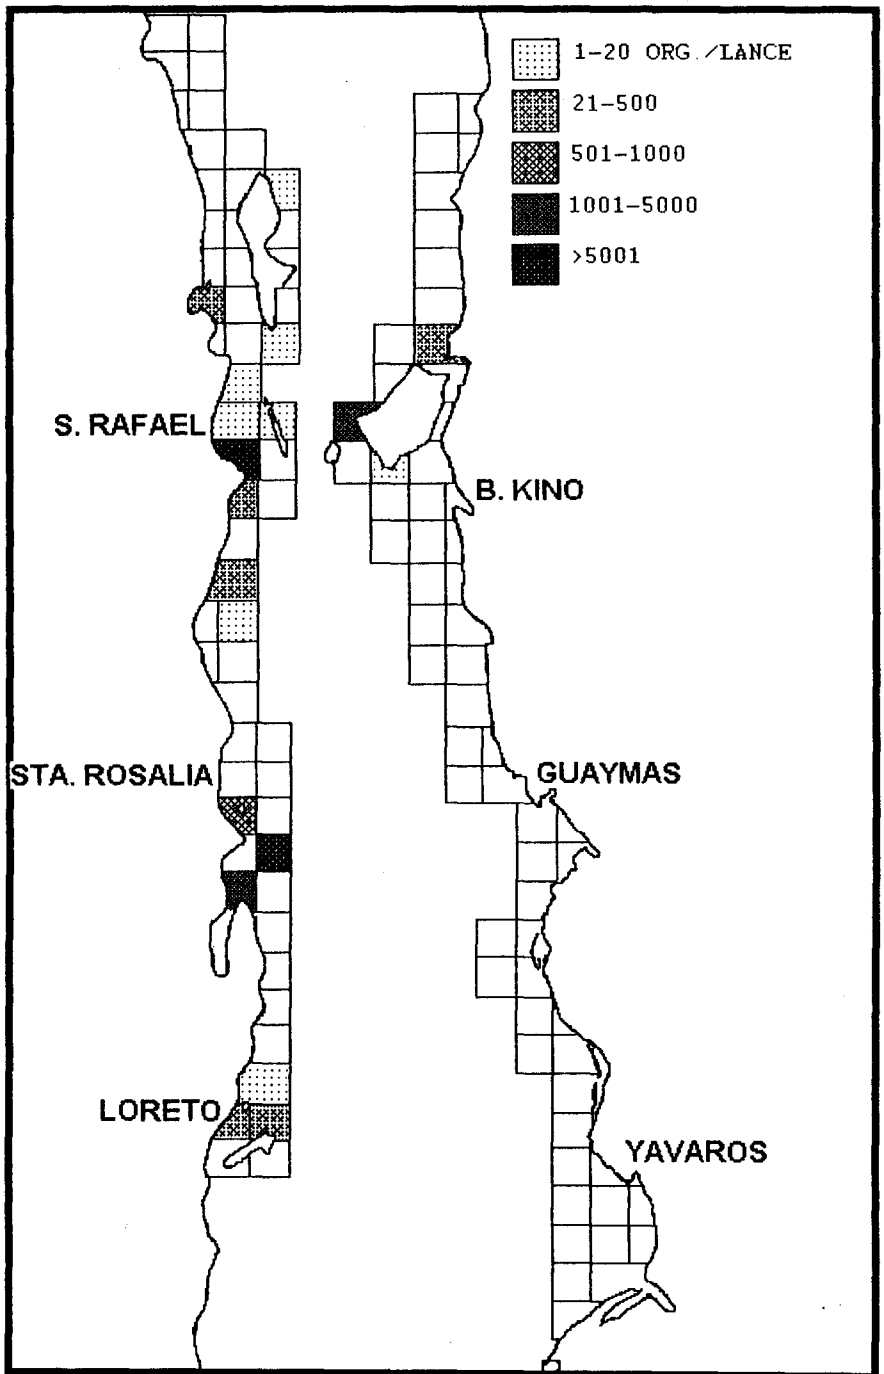 1-20 ORG./LANCE
21-500
501-1000
1001-5000
>5001
S. RAFAEL
B. KINO
STA. ROSALIA
GUAYMAS
LORETO
YAVAROS